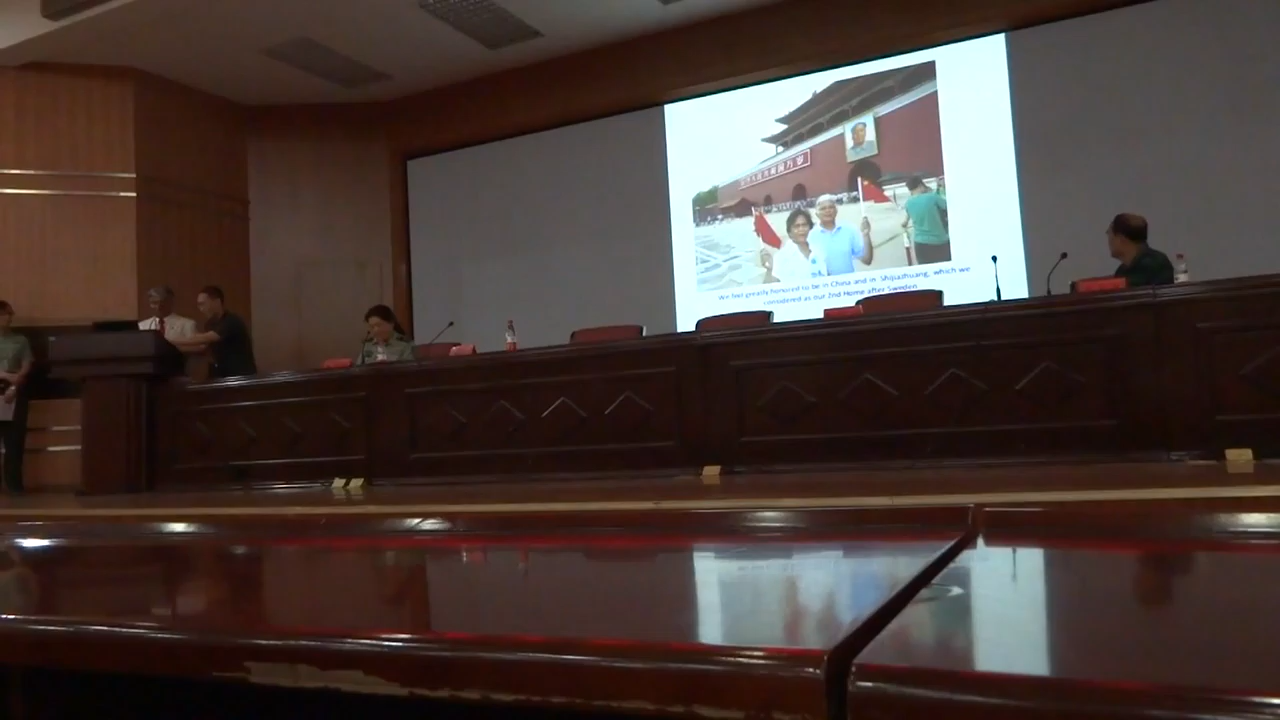 We feel greatly honored to be in China and in Shijiazhuang, which we
considered as our 2nd Home after Sweden